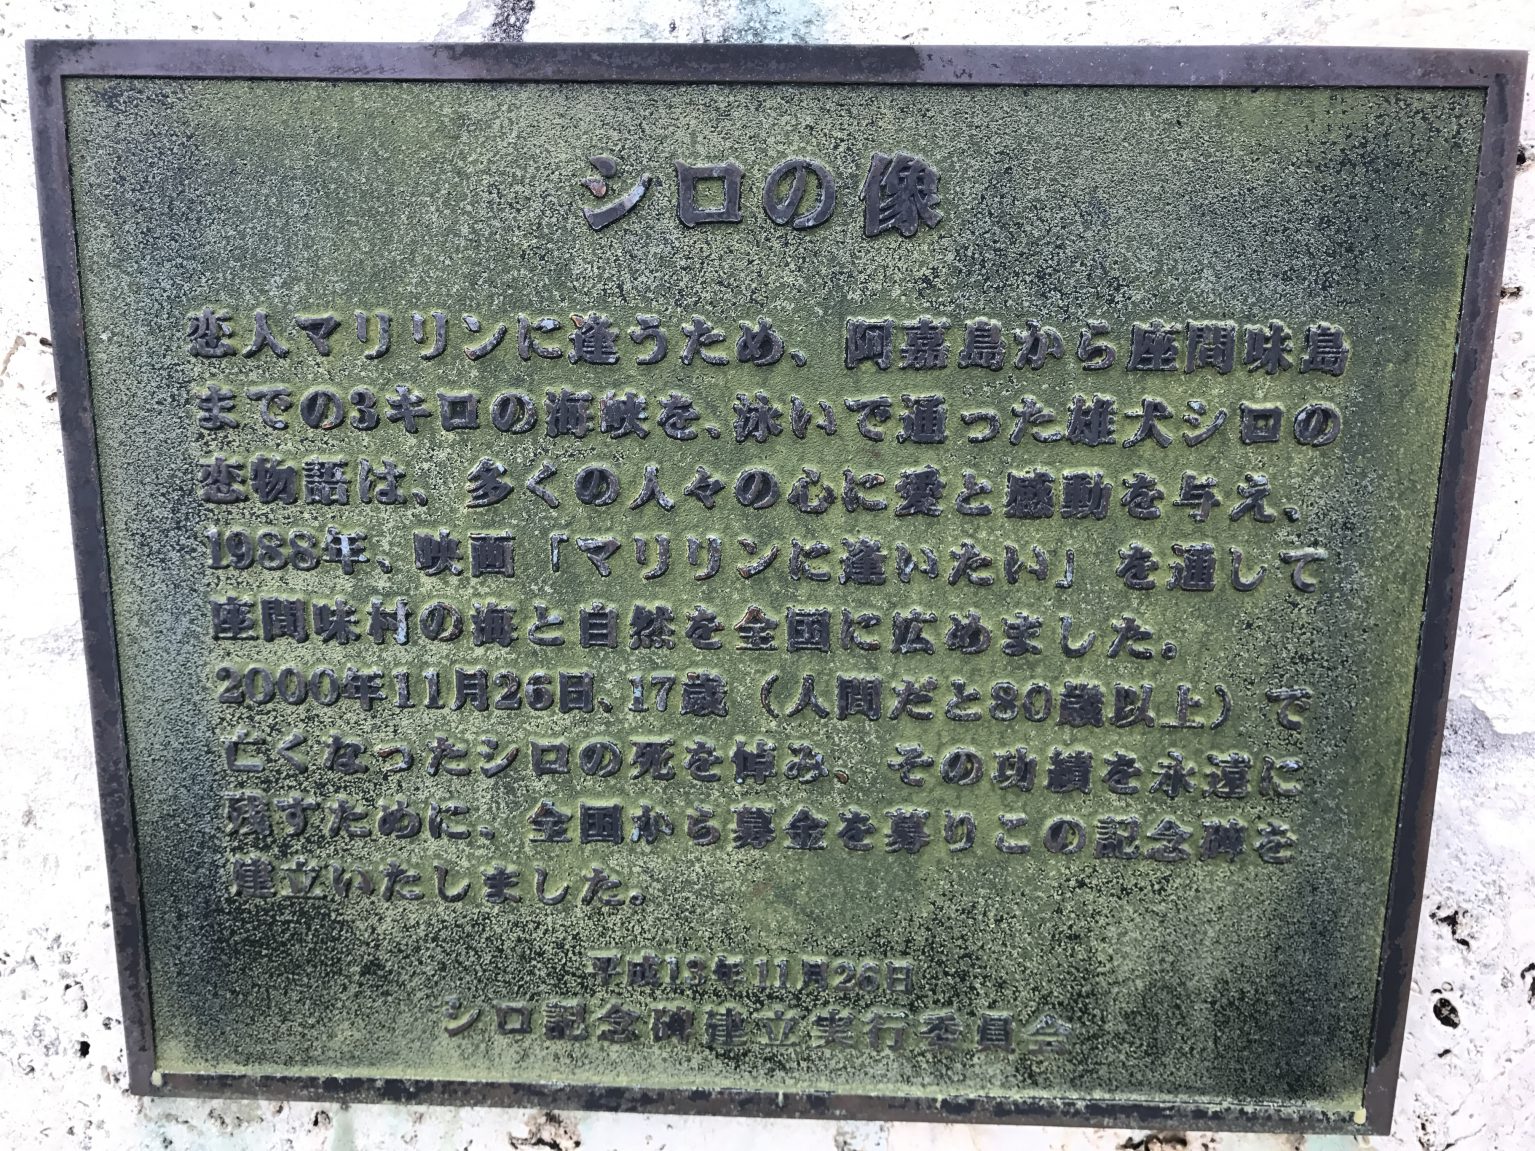 シロの像
恋人マリリンに逢うため、阿嘉島から座間味島
までの3キロの海峡を、泳いで通った雄犬シロの
恋物語は、多くの人々の心に愛と感動を与え、
1988年、映画「マリリンに逢いたい」を通して
座間味村の海と自然を全国に広めました。
2000年11月26日、17歳（人間だと80歳以上）で
亡くなったシロの死を悼み、その功績を永遠に
残すために、全国から募金を募りこの記念碑を
建立いたしました。
平成13年11月26日
シロ記念碑建立実行委員会